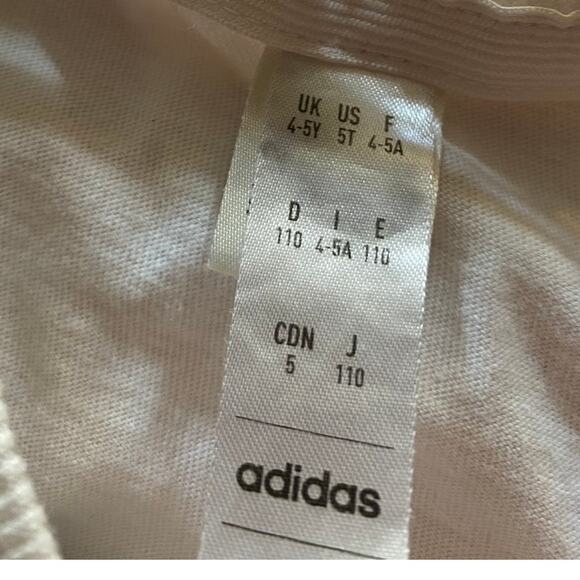 UK US F
4-5Y 5T 4-5A
D I E
110 4-5A 110
CDN J
5 110
adidas